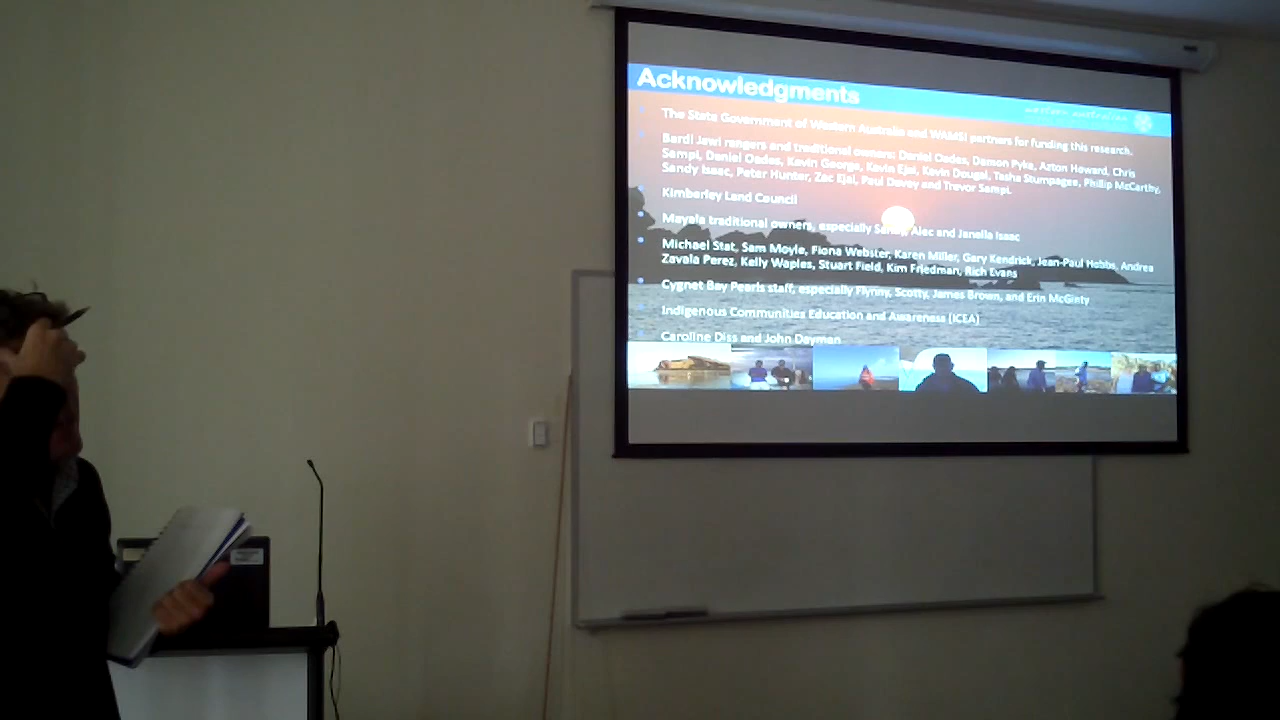 Acknowledgments
western australian
The State Government of Western Australia and WAMSI partners for funding this research.
Bardi Jawi rangers and traditional owners: Daniel Oades, Damon Pyke, Azton Howard, Chris
Sampi, Daniel Oades, Kevin George, Kevin Ejai, Kevin Dougal, Tasha Stumpagee, Phillip McCarthy,
Sandy Isaac, Peter Hunter, Zac Ejai, Paul Davey and Trevor Sampi.
Kimberley Land Council
Mayala traditional owners, especially Alec and Janella Isaac
Michael Stat, Sam Moyle, Fiona Webster, Karen Miller, Gary Kendrick, Jean-Paul Hobbs, Andrea
Zavala Perez, Kelly Waples, Stuart Field, Kim Friedman, Rich Evans
Cygnet Bay Pearls staff, especially Flynny, Scotty, James Brown, and Erin McGinty
Indigenous Communities Education and Awareness (ICEA)
Caroline Diss and John Deyman